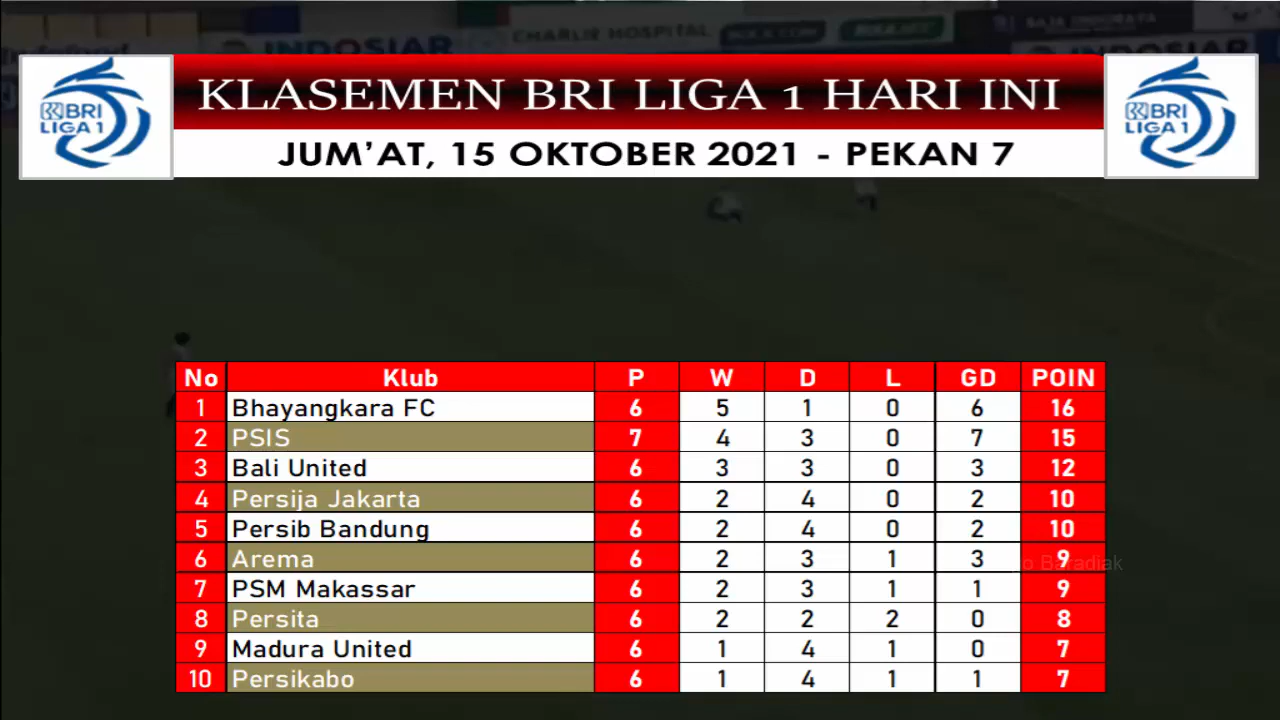 INDOSIAR CHARLIE HOSPITAL
INDOSIAR
KLASEMEN BRI LIGA 1 HARI INI
BRI
LIGA 1
BRI
LIGA 1
JUM'AT, 15 OKTOBER 2021 - PEKAN 7
No Klub P W D L GD POIN
1 Bhayangkara FC 6 5 1 0 6 16
2 PSIS 7 4 3 0 7 15
3 Bali United 6 3 3 0 3 12
4 Persija Jakarta 6 2 4 0 2 10
5 Persib Bandung 6 2 4 0 2 10
6 Arema 6 2 3 1 3 9
7 PSM Makassar 6 2 3 1 1 9
8 Persita 6 2 2 2 0 8
9 Madura United 6 1 4 1 0 7
10 Persikabo 6 1 4 1 1 7